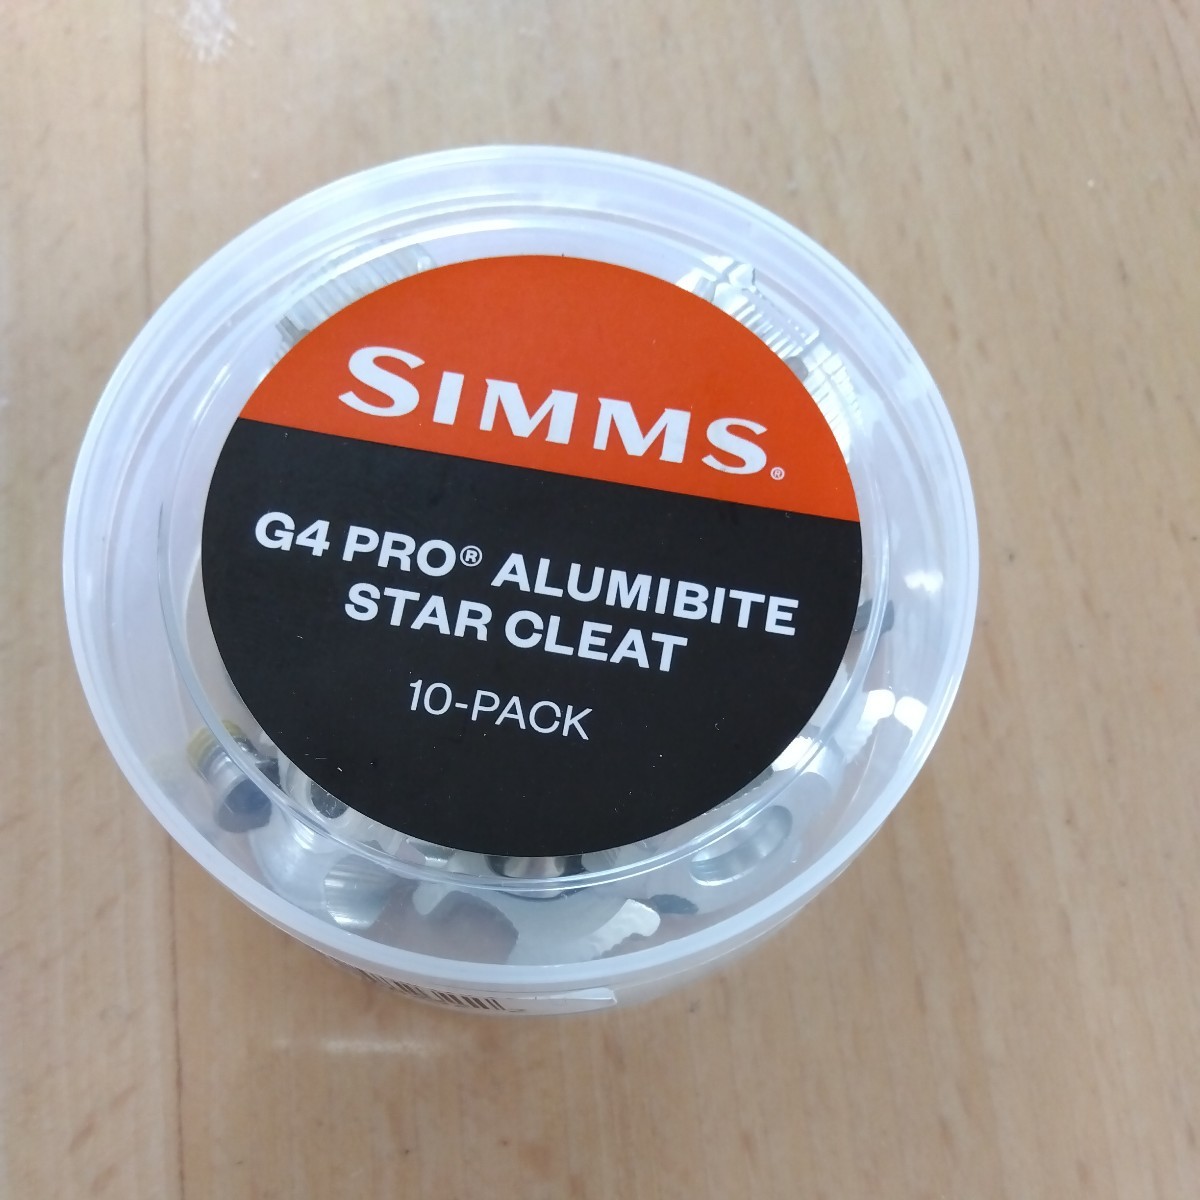 SIMMS®
G4 PRO® ALUMIBITE
STAR CLEAT
10-PACK